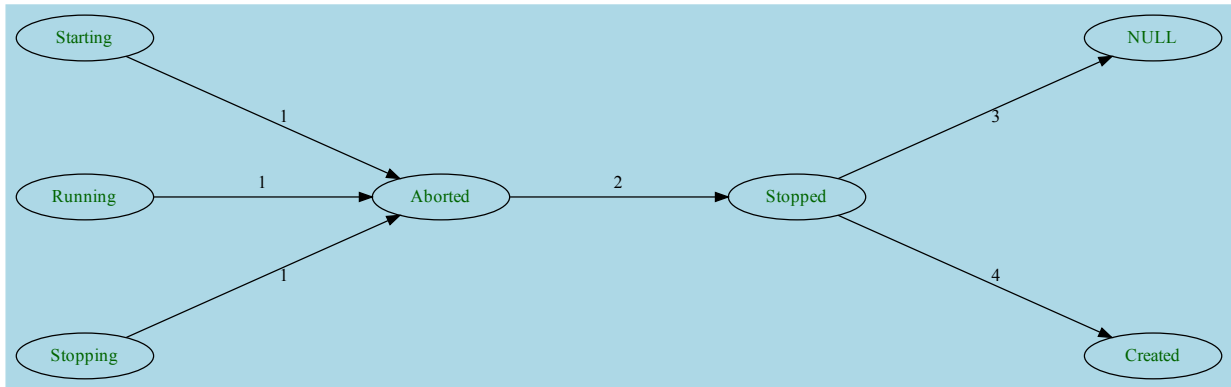 Starting
NULL
1
3
Running
1
Aborted
2
Stopped
1
4
Stopping
Created